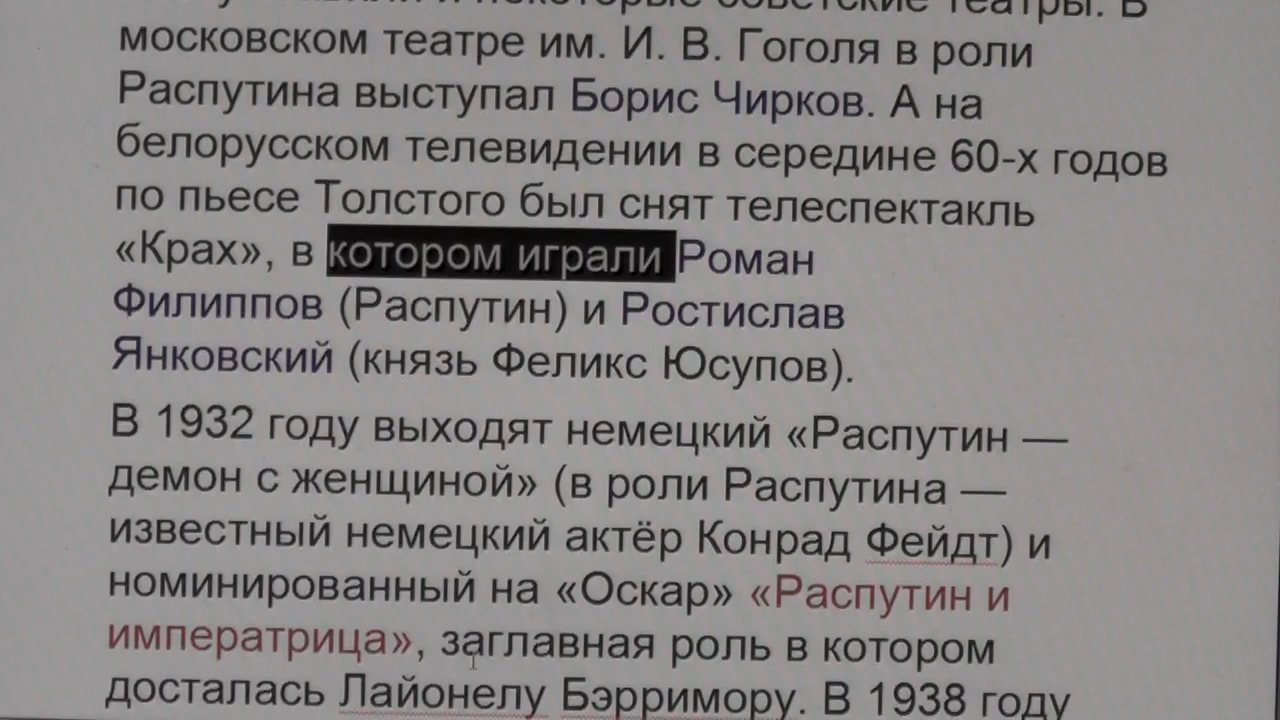 некоторые советские театры. В
московском театре им. И. В. Гоголя в роли
Распутина выступал Борис Чирков. А на
белорусском телевидении в середине 60-х годов
по пьесе Толстого был снят телеспектакль
«Крах», в котором играли Роман
Филиппов (Распутин) и Ростислав
Янковский (князь Феликс Юсупов).
В 1932 году выходят немецкий «Распутин —
демон с женщиной» (в роли Распутина —
известный немецкий актёр Конрад Фейдт) и
номинированный на «Оскар» «Распутин и
императрица», заглавная роль в котором
досталась Лайонелу Бэрримору. В 1938 году